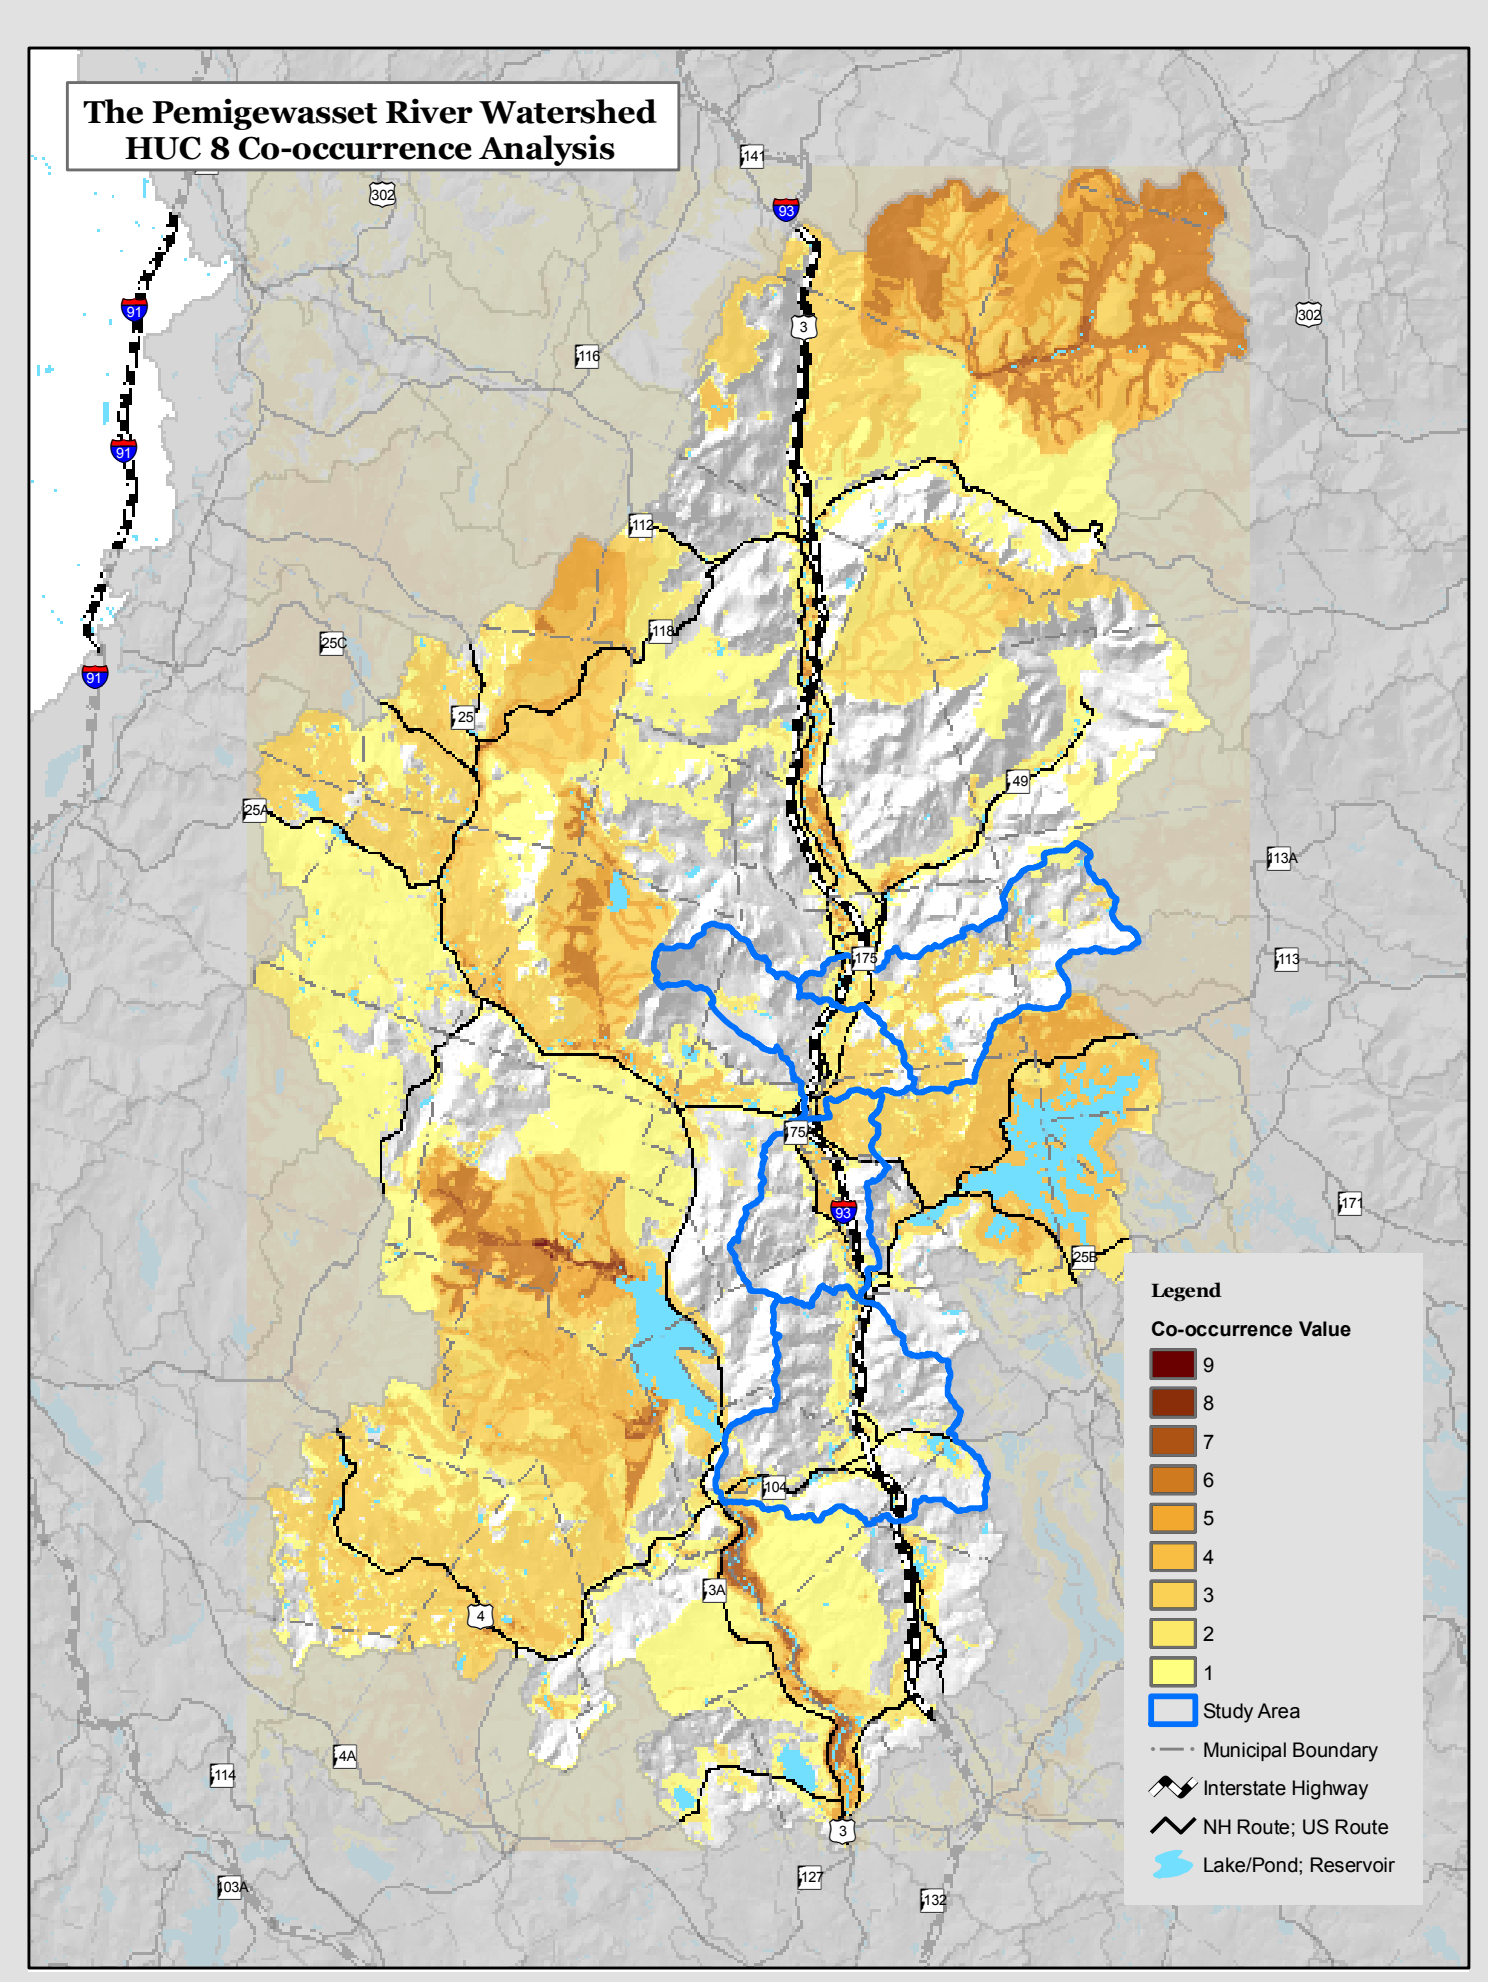 The Pemigewasset River Watershed
HUC 8 Co-occurrence Analysis
141
302
93
91
3
302
116
91
112
118
25C
91
25
49
25A
113A
175
113
175A
171
93
25B
104
3A
4
4A
114
3
127
103A
132
Legend
Co-occurrence Value
9
8
7
6
5
4
3
2
1
Study Area
Municipal Boundary
Interstate Highway
NH Route; US Route
Lake/Pond; Reservoir